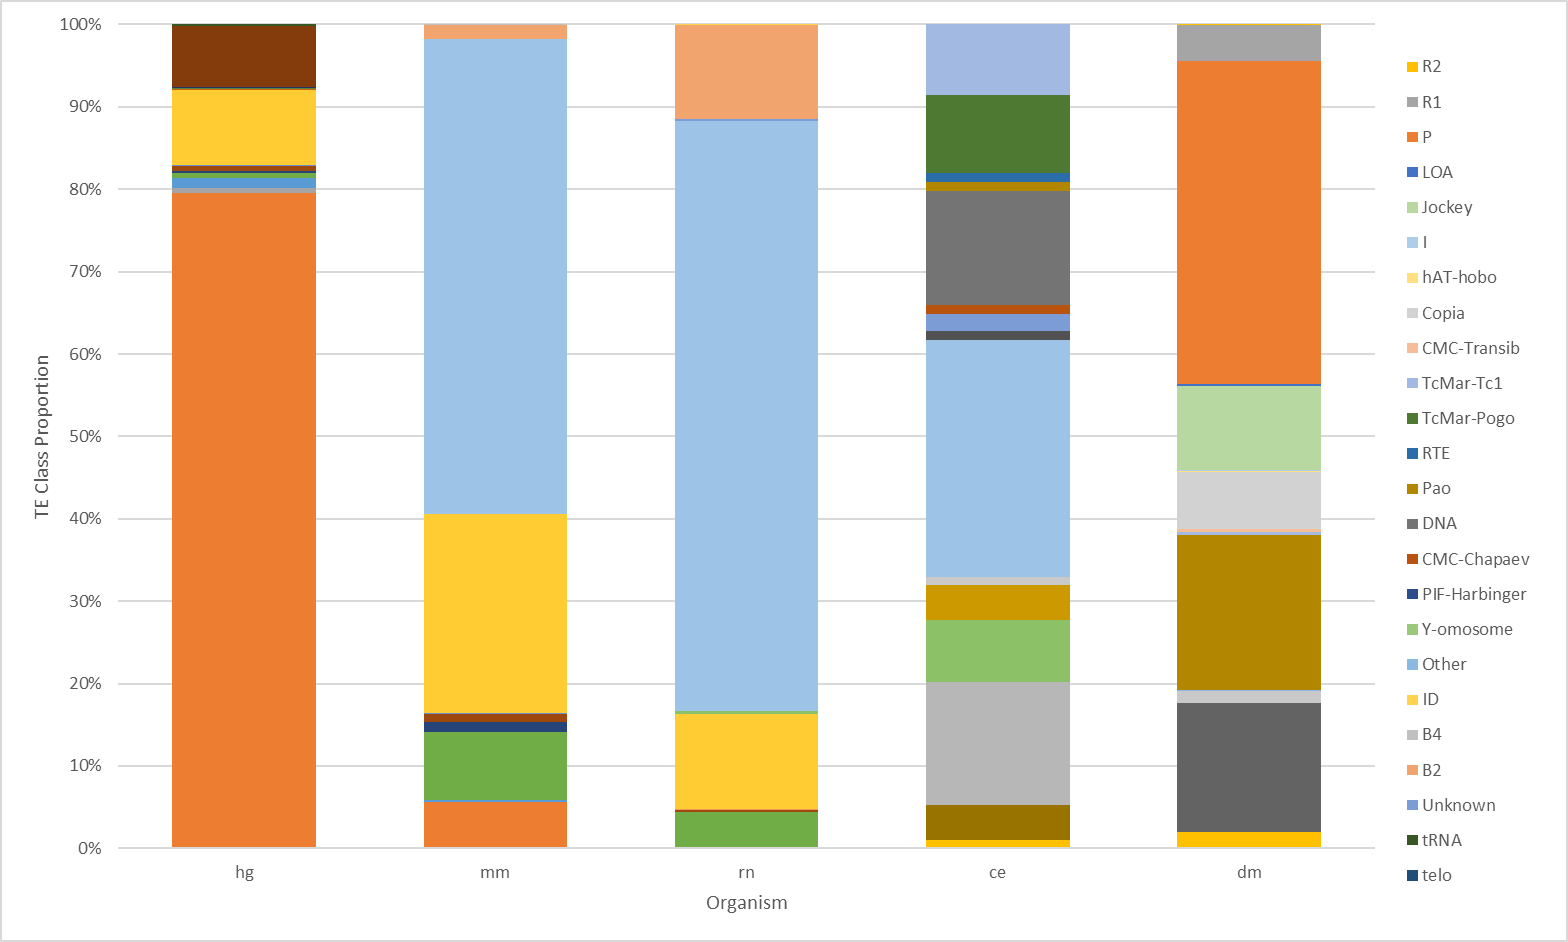 100%
90%
80%
70%
60%
50%
40%
30%
20%
10%
0%
TE Class Proportion
hg
mm
rn
ce
dm
Organism
R2
R1
P
LOA
Jockey
I
hAT-hobo
Copia
CMC-Transib
TcMar-Tc1
TcMar-Pogo
RTE
Pao
DNA
CMC-Chapaev
PIF-Harbinger
Y-omosome
Other
ID
B4
B2
Unknown
tRNA
telo